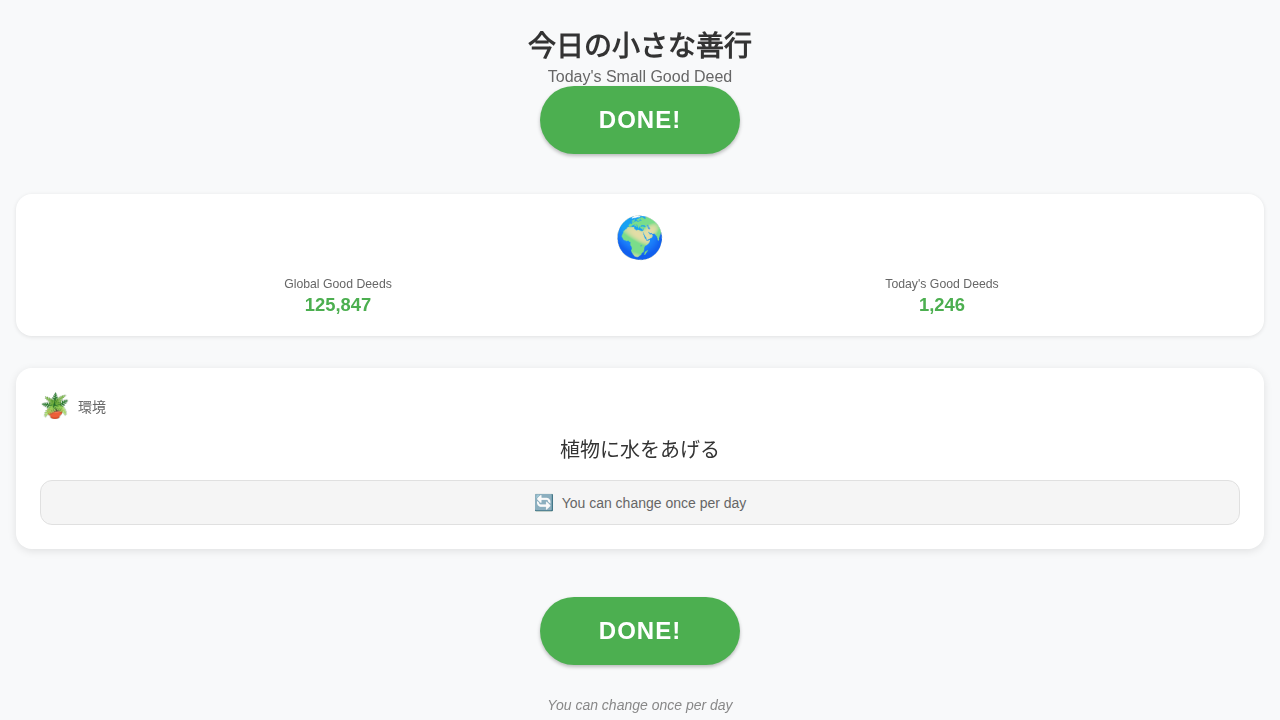 今日の小さな善行
Today's Small Good Deed
DONE!
Global Good Deeds
125,847
Today's Good Deeds
1,246
環境
植物に水をあげる
You can change once per day
DONE!
You can change once per day